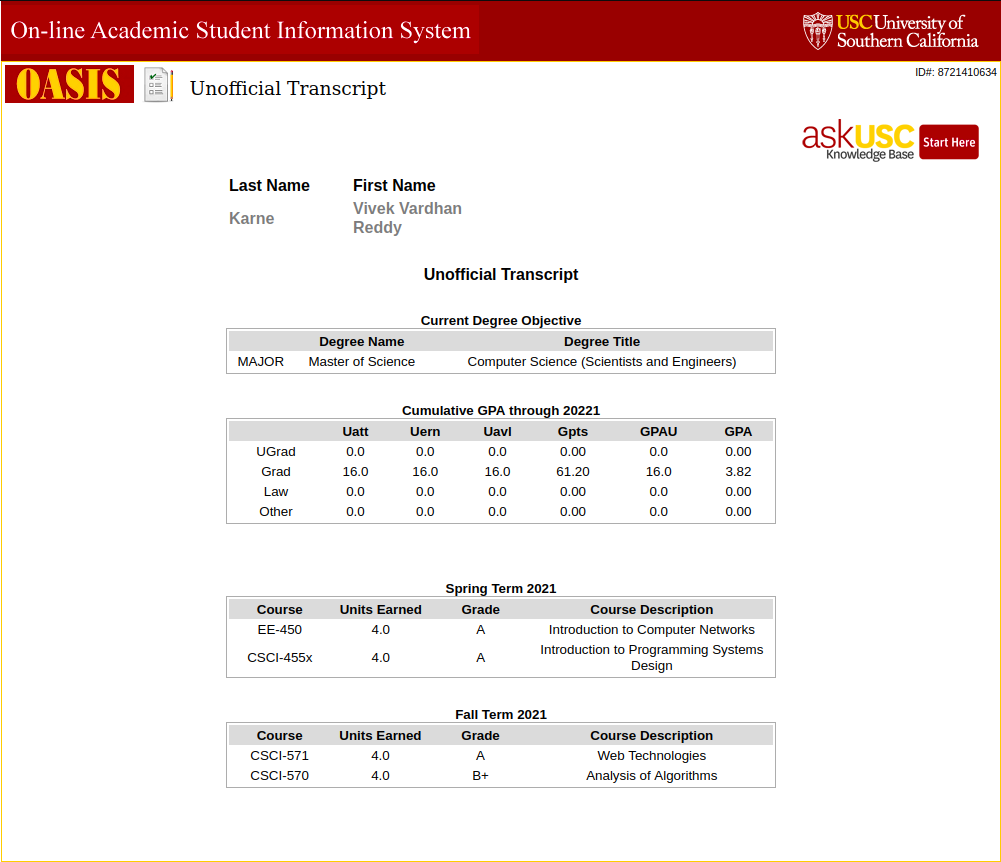 On-line Academic Student Information System
USC University of
Southern California
OASIS
Unofficial Transcript
ID#: 8721410634
askUSC
Knowledge Base
Start Here
Last Name First Name
Karne Vivek Vardhan
Reddy
Unofficial Transcript
Current Degree Objective
Degree Name Degree Title
MAJOR Master of Science Computer Science (Scientists and Engineers)
Cumulative GPA through 20221
Uatt Uern Uavl Gpts GPAU GPA
UGrad 0.0 0.0 0.0 0.00 0.0 0.00
Grad 16.0 16.0 16.0 61.20 16.0 3.82
Law 0.0 0.0 0.0 0.00 0.0 0.00
Other 0.0 0.0 0.0 0.00 0.0 0.00
Spring Term 2021
Course Units Earned Grade Course Description
EE-450 4.0 A Introduction to Computer Networks
CSCI-455x 4.0 A Introduction to Programming Systems
Design
Fall Term 2021
Course Units Earned Grade Course Description
CSCI-571 4.0 A Web Technologies
CSCI-570 4.0 B+ Analysis of Algorithms